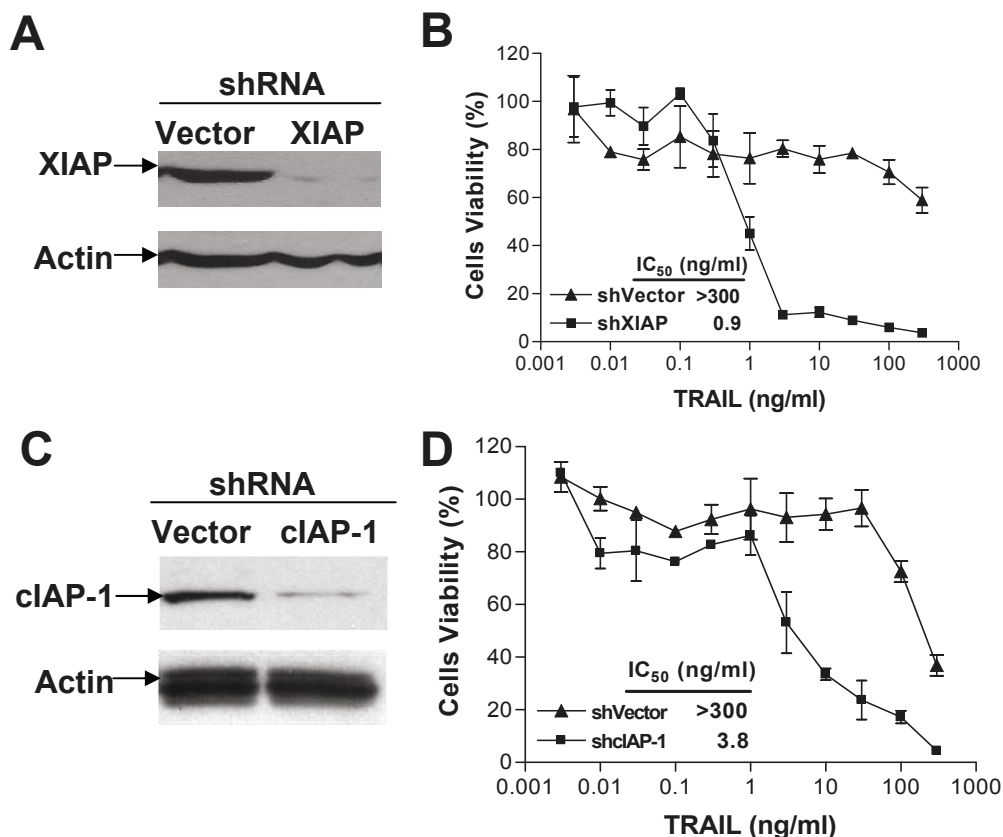 A
shRNA
Vector XIAP
XIAP
Actin
B
Cells Viability (%)
120
100
80
60
40
20
0
IC50 (ng/ml)
shVector >300
shXIAP 0.9
0.001 0.01 0.1 1 10 100 1000
TRAIL (ng/ml)
C
shRNA
Vector cIAP-1
cIAP-1
Actin
D
Cells Viability (%)
120
100
80
60
40
20
0
IC50 (ng/ml)
shVector >300
shcIAP-1 3.8
0.001 0.01 0.1 1 10 100 1000
TRAIL (ng/ml)